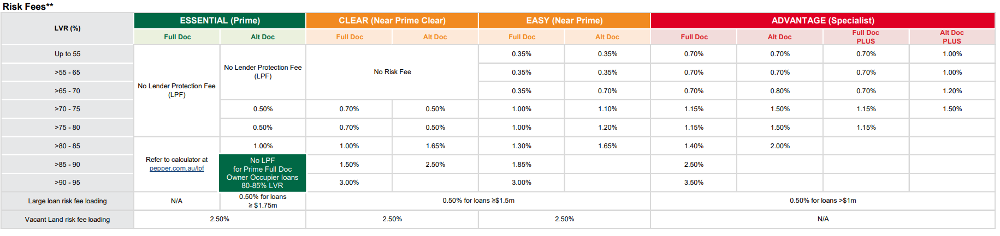 Risk Fees**
LVR (%)
ESSENTIAL (Prime)
CLEAR (Near Prime Clear)
EASY (Near Prime)
ADVANTAGE (Specialist)
Full Doc
Alt Doc
Full Doc
Alt Doc
Full Doc
Alt Doc
Full Doc
Alt Doc
Full Doc
PLUS
Alt Doc
PLUS
Up to 55
No Lender Protection Fee
(LPF)
No Lender Protection Fee
(LPF)
No Risk Fee
0.35%
0.35%
0.70%
0.70%
0.70%
1.00%
>55 - 65
0.35%
0.35%
0.70%
0.70%
0.70%
1.00%
>65 - 70
0.35%
0.70%
0.70%
0.80%
0.70%
1.20%
>70 - 75
0.50%
0.70%
0.50%
1.00%
1.10%
1.15%
1.50%
1.15%
1.50%
>75 - 80
0.50%
0.70%
0.50%
1.00%
1.20%
1.15%
1.50%
1.15%
>80 - 85
Refer to calculator at
pepper.com.au/lpf
1.00%
1.00%
1.65%
1.30%
1.65%
1.40%
2.00%
>85 - 90
No LPF
for Prime Full Doc
Owner Occupier loans
80-85% LVR
1.50%
2.50%
1.85%
2.50%
>90 - 95
3.00%
3.00%
3.50%
Large loan risk fee loading
N/A
0.50% for loans
≥ $1.75m
0.50% for loans ≥$1.5m
0.50% for loans >$1m
Vacant Land risk fee loading
2.50%
2.50%
2.50%
N/A